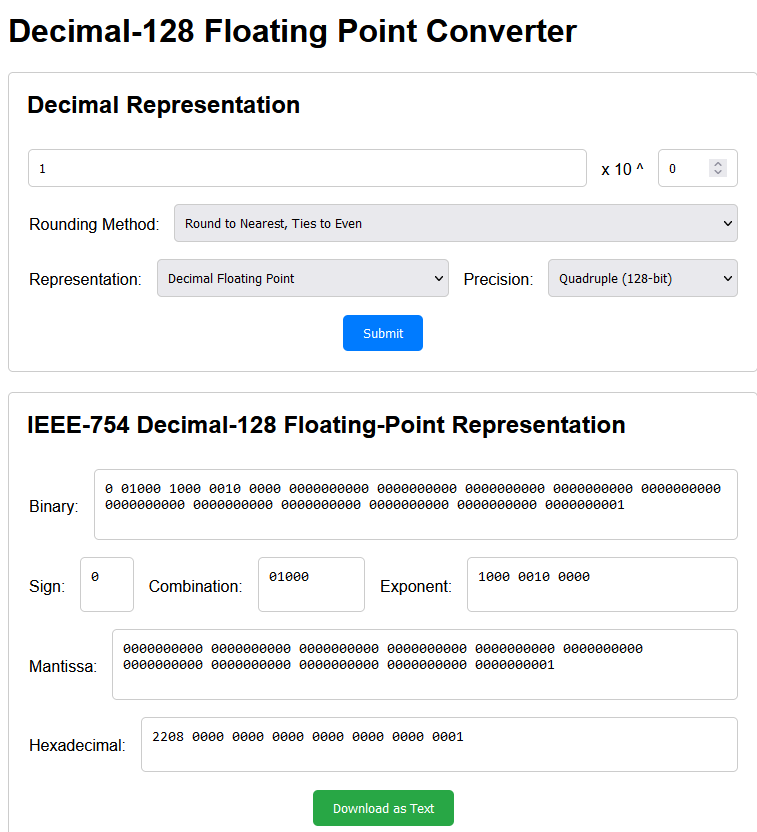 Decimal-128 Floating Point Converter
Decimal Representation
1 x 10 ^ 0
Rounding Method: Round to Nearest, Ties to Even
Representation: Decimal Floating Point Precision: Quadruple (128-bit)
Submit
IEEE-754 Decimal-128 Floating-Point Representation
Binary: 0 01000 1000 0010 0000 0000000000 0000000000 0000000000 0000000000 0000000000
0000000000 0000000000 0000000000 0000000000 0000000000 0000000001
Sign: 0 Combination: 01000 Exponent: 1000 0010 0000
Mantissa: 0000000000 0000000000 0000000000 0000000000 0000000000 0000000000
0000000000 0000000000 0000000000 0000000000 0000000001
Hexadecimal: 2208 0000 0000 0000 0000 0000 0000 0001
Download as Text